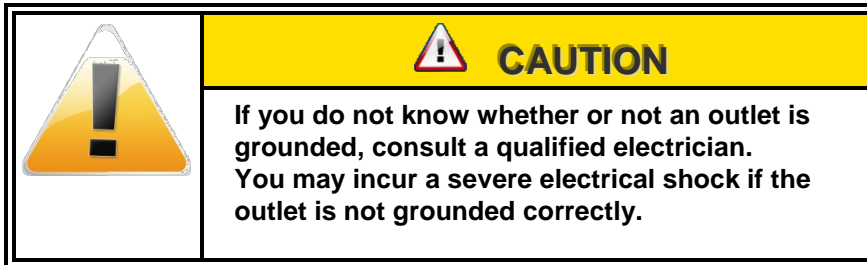 CAUTION
If you do not know whether or not an outlet is
grounded, consult a qualified electrician.
You may incur a severe electrical shock if the
outlet is not grounded correctly.